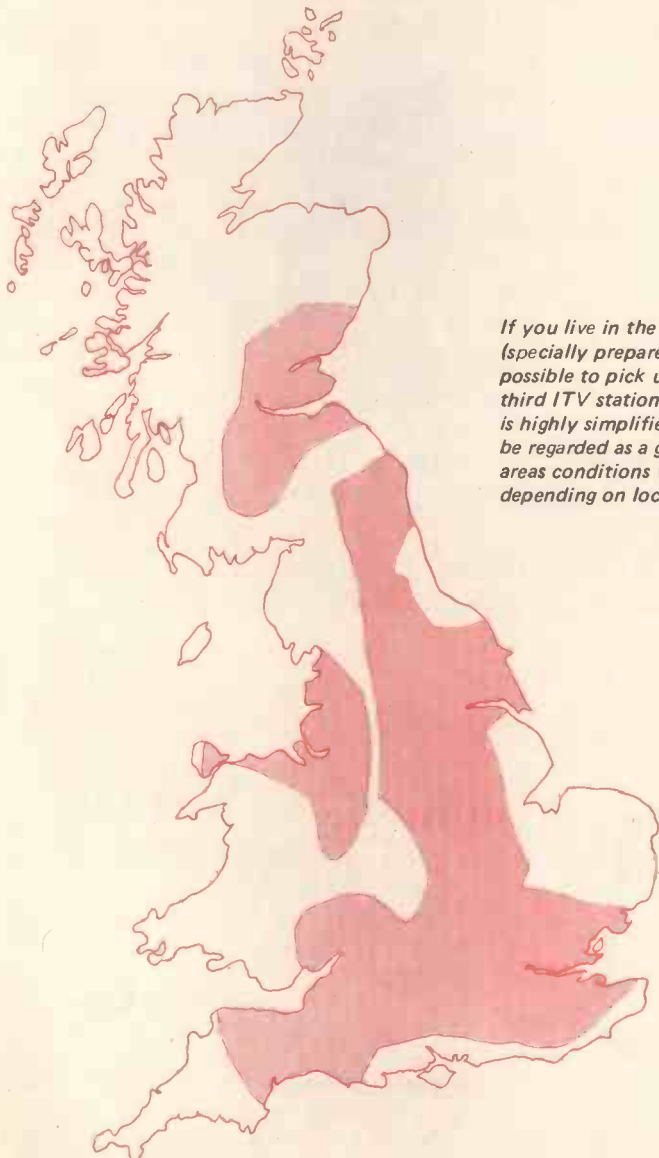 If you live in the
(specially prepare
possible to pick u
third ITV station
is highly simplifie
be regarded as a g
areas conditions
depending on loc